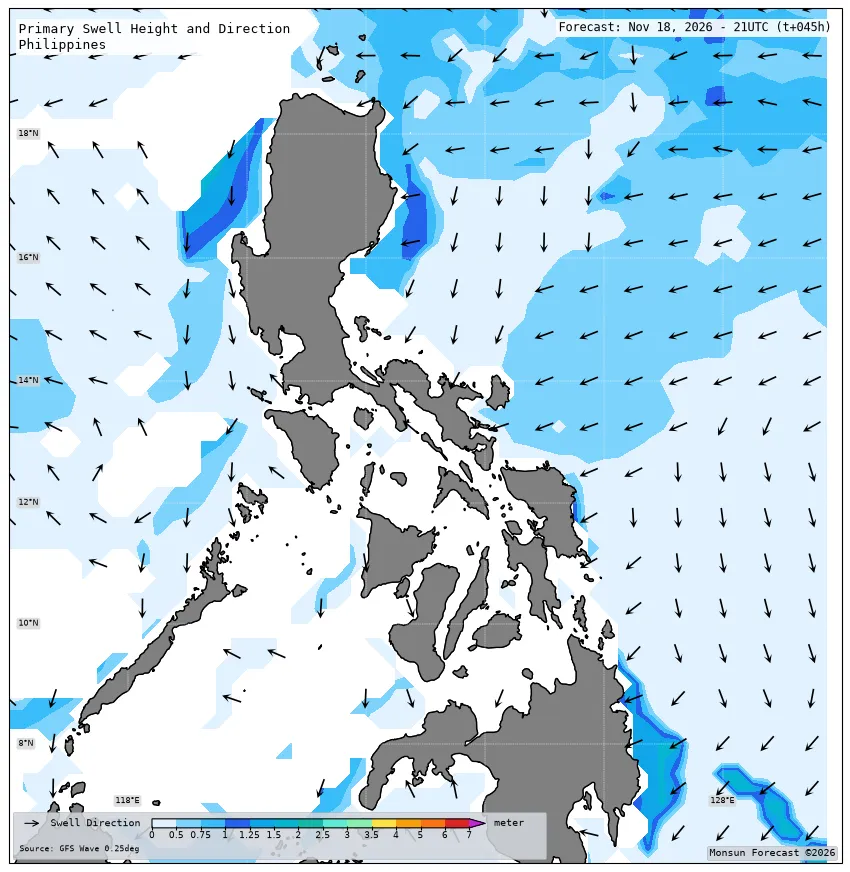 Primary Swell Height and Direction
Philippines
Forecast: Nov 18, 2026 - 21UTC (t+045h)
18°N
16°N
14°N
12°N
10°N
8°N
118°E
128°E
Swell Direction
meter
0 0.5 0.75 1 1.25 1.5 2 2.5 3 3.5 4 5 6 7
Source: GFS Wave 0.25deg
Monsun Forecast ©2026